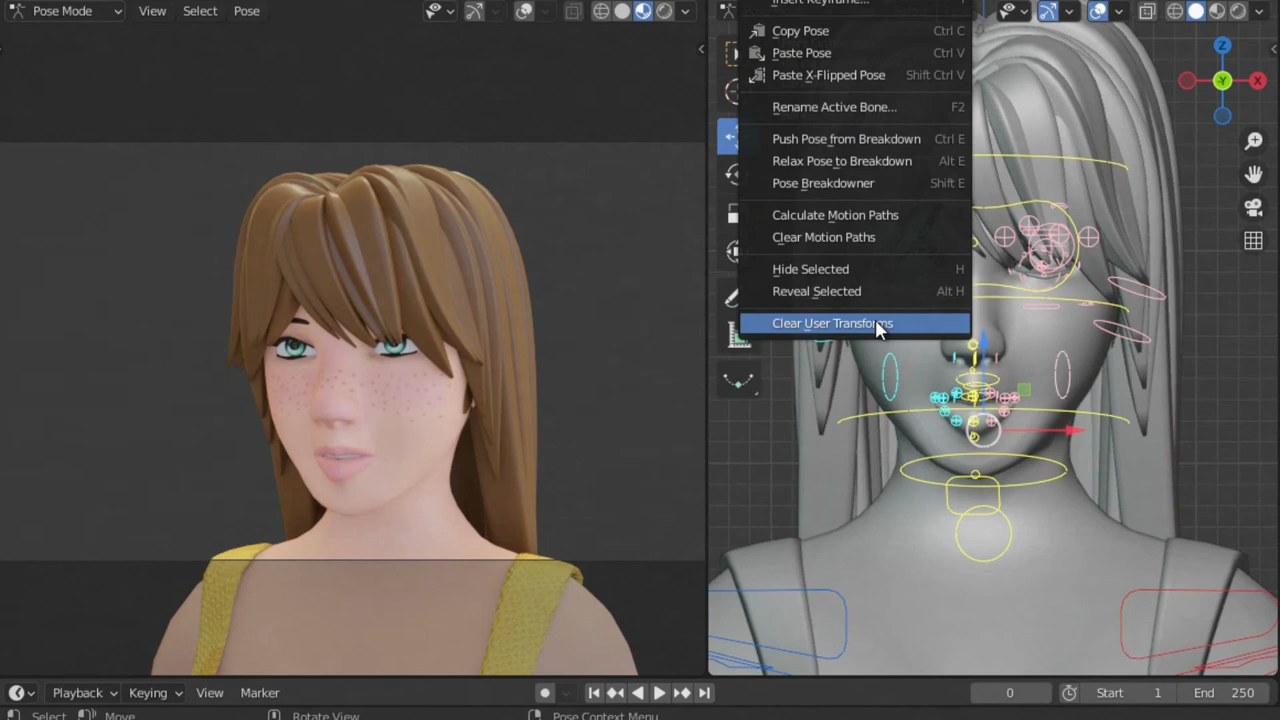 Pose Mode
View
Select
Pose
Insert Keyframe...
Copy Pose Ctrl C
Paste Pose Ctrl V
Paste X-Flipped Pose Shift Ctrl V
Rename Active Bone... F2
Push Pose from Breakdown Ctrl E
Relax Pose to Breakdown Alt E
Pose Breakdowner Shift E
Calculate Motion Paths
Clear Motion Paths
Hide Selected H
Reveal Selected Alt H
Clear User Transforms
Z
Y
X
Playback
Keying
View
Marker
0
Start 1
End 250
Select
Move
Rotate View
Pose Context Menu